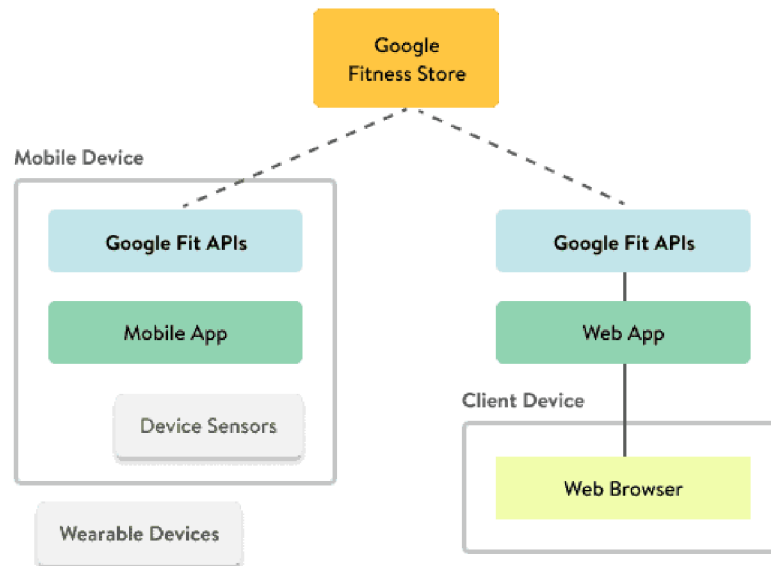 Google
Fitness Store
Mobile Device
Google Fit APIs
Google Fit APIs
Mobile App
Web App
Device Sensors
Client Device
Web Browser
Wearable Devices